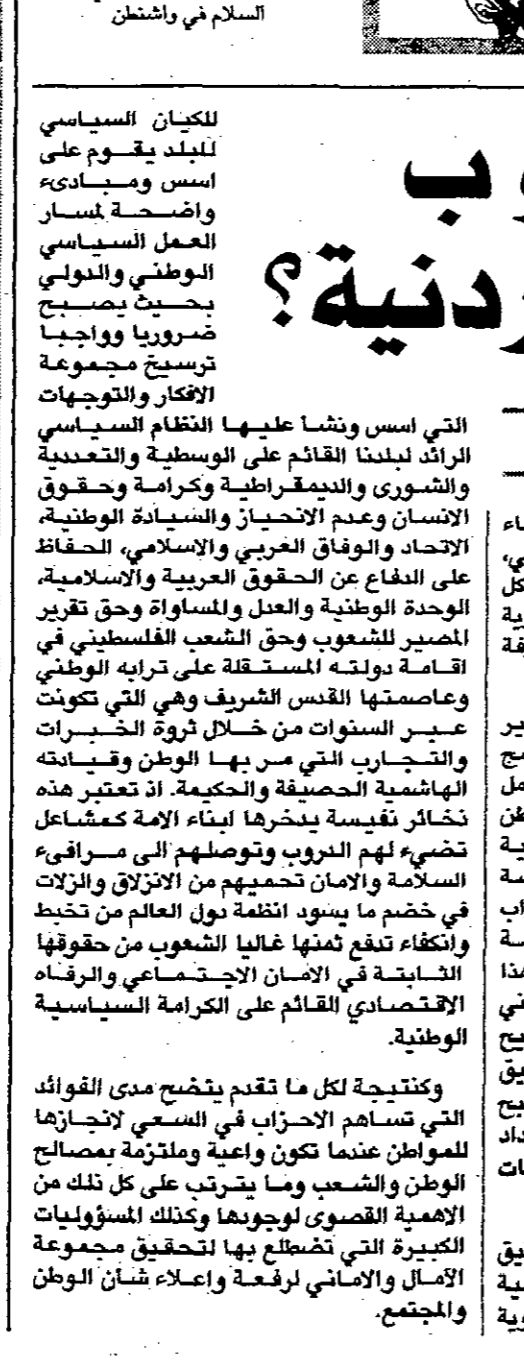 السلام في واشنطن
ردنية؟
للكيان السياسي
للبلد يقوم على
اسس ومبادىء
واضحة لمسار
العمل السياسي
الوطني والدولي
بحيث يصبح
ضروريا وواجبا
ترسيخ مجموعة
الافكار والتوجهات
التي اسس ونشأ عليها النظام السياسي
الرائد لبلدنا القائم على الوسطية والتعددية
والشورى والديمقراطية وكرامة وحقوق
الانسان وعدم الانحياز والسيادة الوطنية،
الاتحاد والوفاق العربي والاسلامي، الحفاظ
على الدفاع عن الحقوق العربية والاسلامية،
الوحدة الوطنية والعدل والمساواة وحق تقرير
المصير للشعوب وحق الشعب الفلسطيني في
اقامة دولته المستقلة على ترابه الوطني
وعاصمتها القدس الشريف وهي التي تكونت
عبر السنوات من خلال ثروة الخبرات
والتجارب التي مر بها الوطن وقيادته
الهاشمية الحصيفة والحكيمة. اذ تعتبر هذه
ذخائر نفيسة يدخرها ابناء الامة كمشاعل
تضيء لهم الدروب وتوصلهم الى مرافىء
السلامة والامان تحميهم من الانزلاق والزلات
في خضم ما يسود انظمة دول العالم من تخبط
وانكفاء تدفع ثمنها غاليا الشعوب من حقوقها
الثابتة في الامان الاجتماعي والرفاه
الاقتصادي القائم على الكرامة السياسية
الوطنية.
وكنتيجة لكل ما تقدم يتضح مدى الفوائد
التي تساهم الاحزاب في السعي لانجازها
للمواطن عندما تكون واعية وملتزمة بمصالح
الوطن والشعب وما يترتب على كل ذلك من
الاهمية القصوى لوجودها وكذلك المسؤوليات
الكبيرة التي تضطلع بها لتحقيق مجموعة
الآمال والاماني لرفعة واعلاء شأن الوطن
والمجتمع.